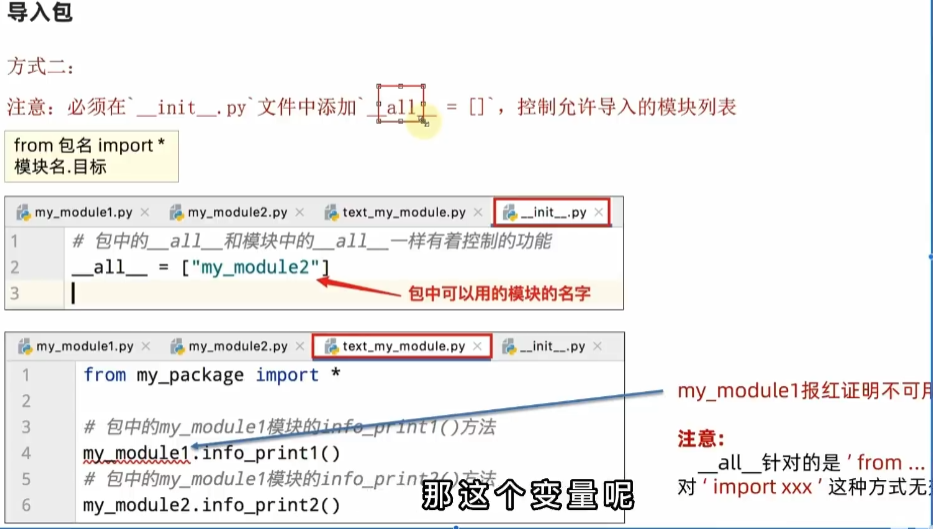 导入包
方式二：
注意：必须在`__init__.py`文件中添加`__all__ = []`，控制允许导入的模块列表
from 包名 import *
模块名.目标
my_module1.py × my_module2.py × text_my_module.py × __init__.py ×
1 # 包中的__all__和模块中的__all__一样有着控制的功能
2 __all__ = ["my_module2"]
3
包中可以用的模块的名字
my_module1.py × my_module2.py × text_my_module.py × __init__.py ×
1 from my_package import *
2
3 # 包中的my_module1模块的info_print1()方法
4 my_module1.info_print1()
5 # 包中的my_module1模块的info_print2()方法
6 my_module2.info_print2()
my_module1报红证明不可用
注意:
__all__针对的是 ‘ from ...
对 ‘ import xxx ’ 这种方式无
那这个变量呢